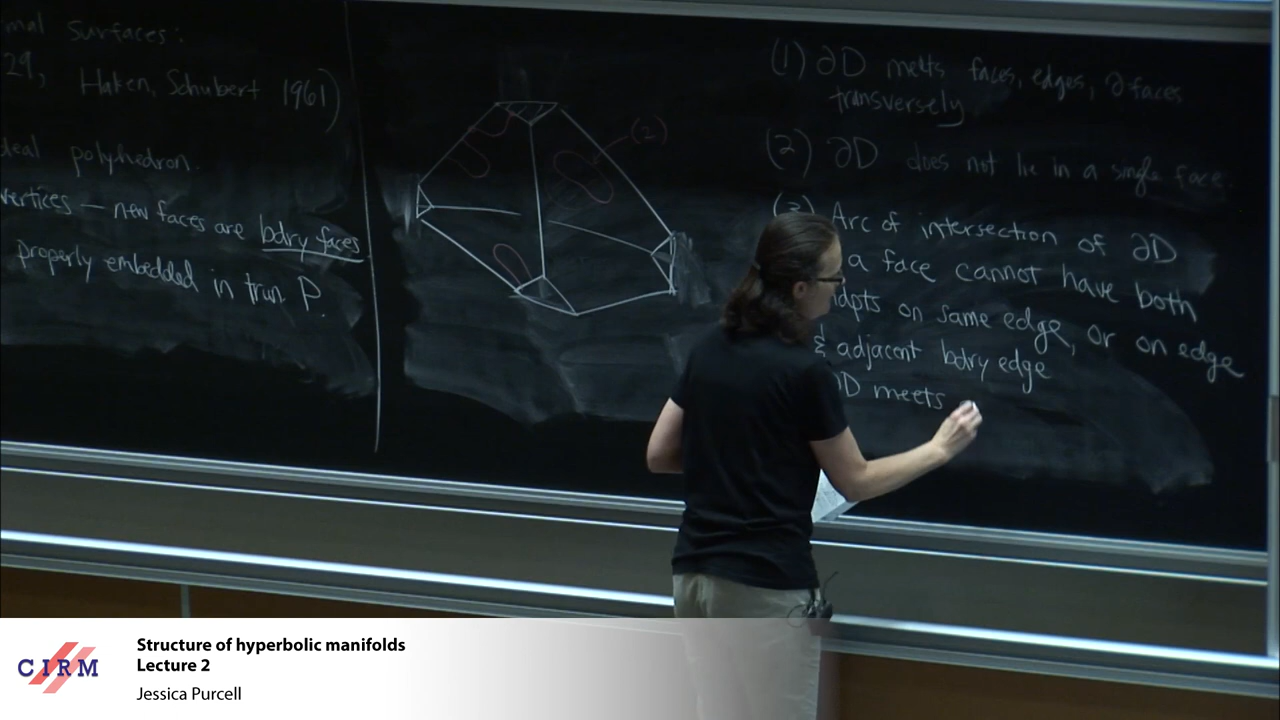 mal surfaces:
29, Haken, Schubert 1961)
deal polyhedron.
vertices — new faces are bdry faces
properly embedded in trun. P.
(2)
(1) ∂D meets faces, edges, ∂ faces
transversely
(2) ∂D does not lie in a single face.
(3) Arc of intersection of ∂D
a face cannot have both
ndpts on same edge, or on edge
& adjacent bdry edge
D meets
CIRM
Structure of hyperbolic manifolds
Lecture 2
Jessica Purcell